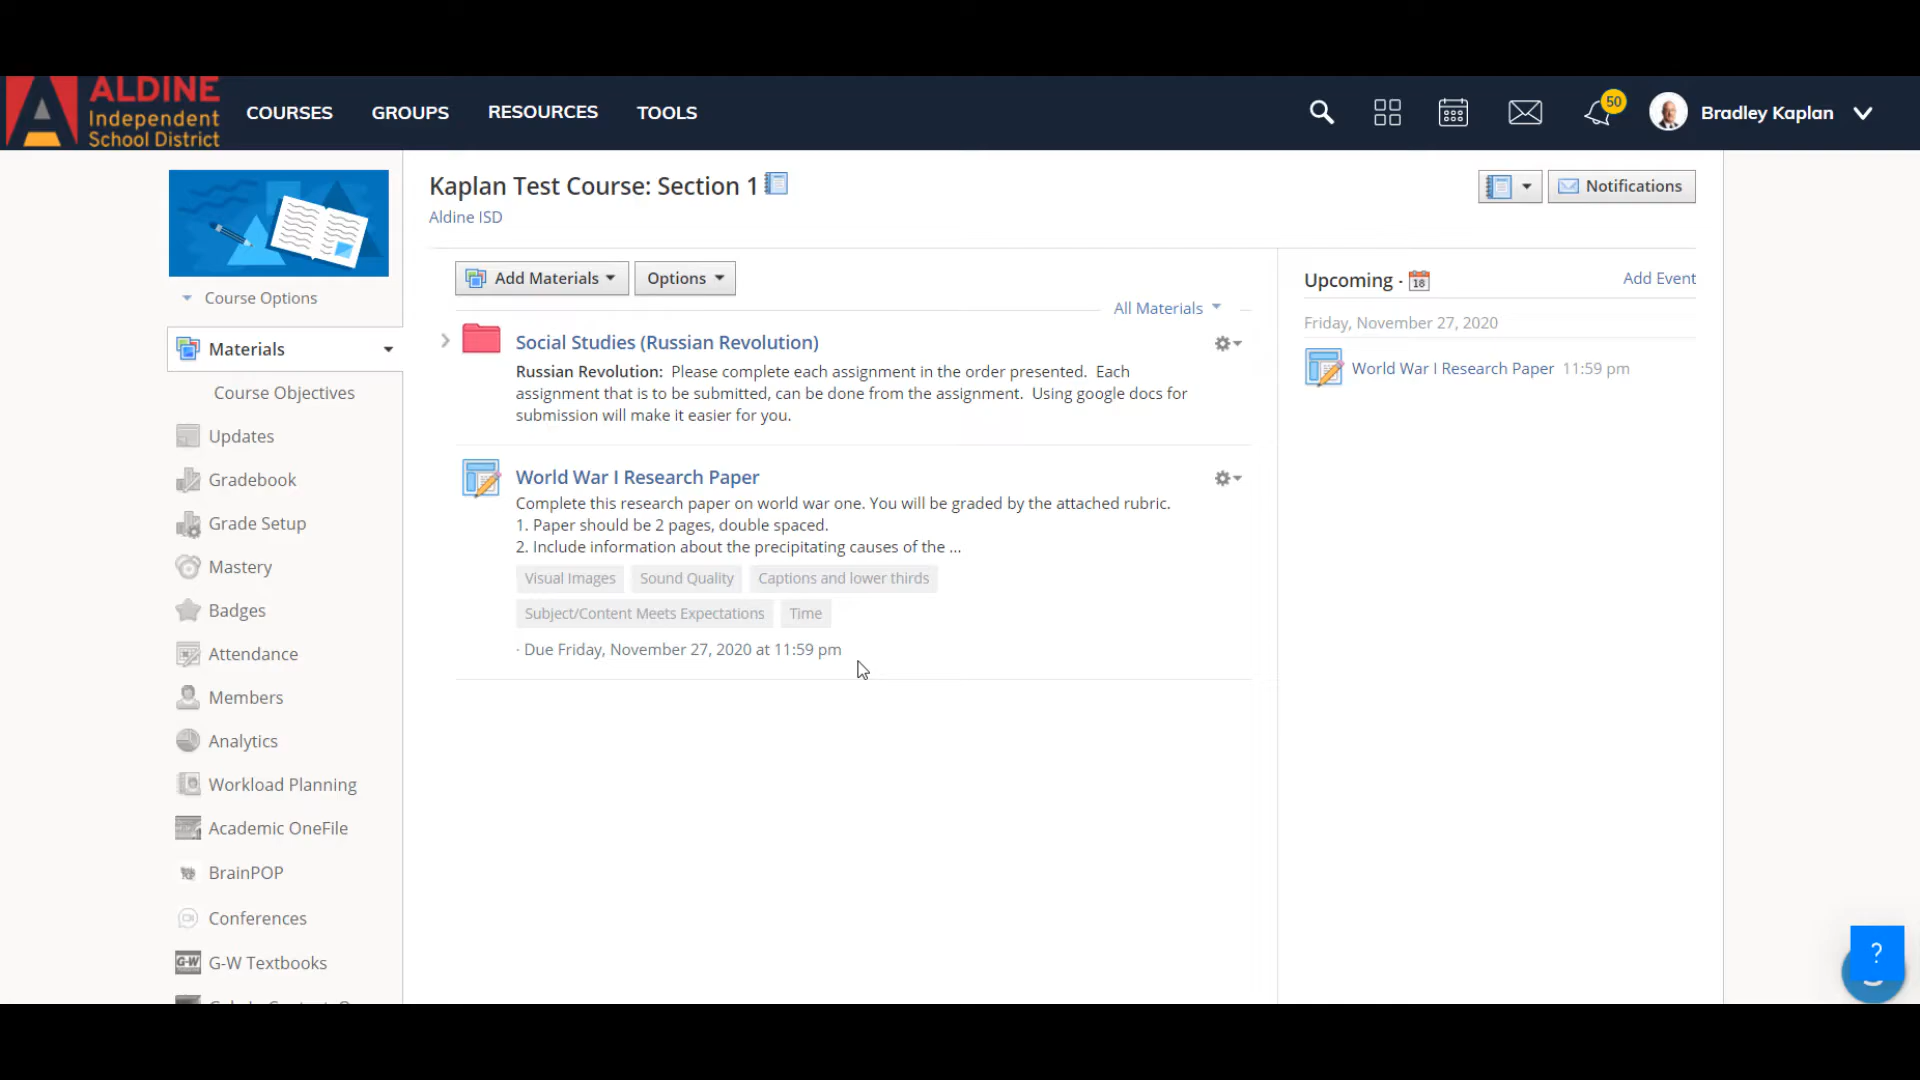 ALDINE
Independent
School District
COURSES
GROUPS
RESOURCES
TOOLS
50
Bradley Kaplan
Kaplan Test Course: Section 1
Aldine ISD
Notifications
Course Options
Materials
Course Objectives
Updates
Gradebook
Grade Setup
Mastery
Badges
Attendance
Members
Analytics
Workload Planning
Academic OneFile
BrainPOP
Conferences
G-W
G-W Textbooks
Add Materials
Options
All Materials
Social Studies (Russian Revolution)
Russian Revolution: Please complete each assignment in the order presented. Each
assignment that is to be submitted, can be done from the assignment. Using google docs for
submission will make it easier for you.
World War I Research Paper
Complete this research paper on world war one. You will be graded by the attached rubric.
1. Paper should be 2 pages, double spaced.
2. Include information about the precipitating causes of the ...
Visual Images
Sound Quality
Captions and lower thirds
Subject/Content Meets Expectations
Time
· Due Friday, November 27, 2020 at 11:59 pm
Upcoming ·
18
Add Event
Friday, November 27, 2020
World War I Research Paper 11:59 pm
?